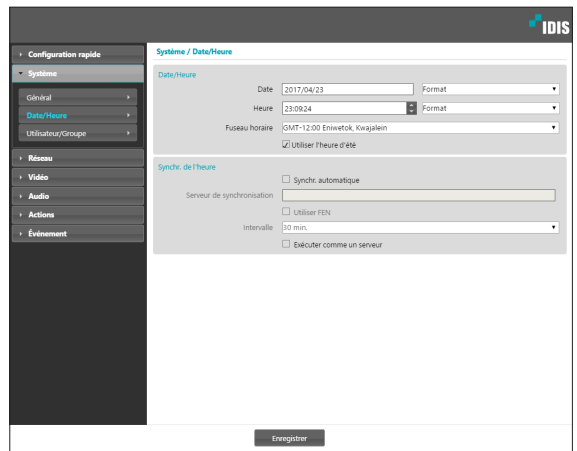 IDIS
Configuration rapide
Système
Général
Date/Heure
Utilisateur/Groupe
Réseau
Vidéo
Audio
Actions
Événement
Système / Date/Heure
Date/Heure
Date 2017/04/23 Format
Heure 23:09:24 Format
Fuseau horaire GMT-12:00 Eniwetok, Kwajalein
Utiliser l'heure d'été
Synchr. de l'heure
Synchr. automatique
Serveur de synchronisation
Utiliser FEN
Intervalle 30 min.
Exécuter comme un serveur
Enregistrer